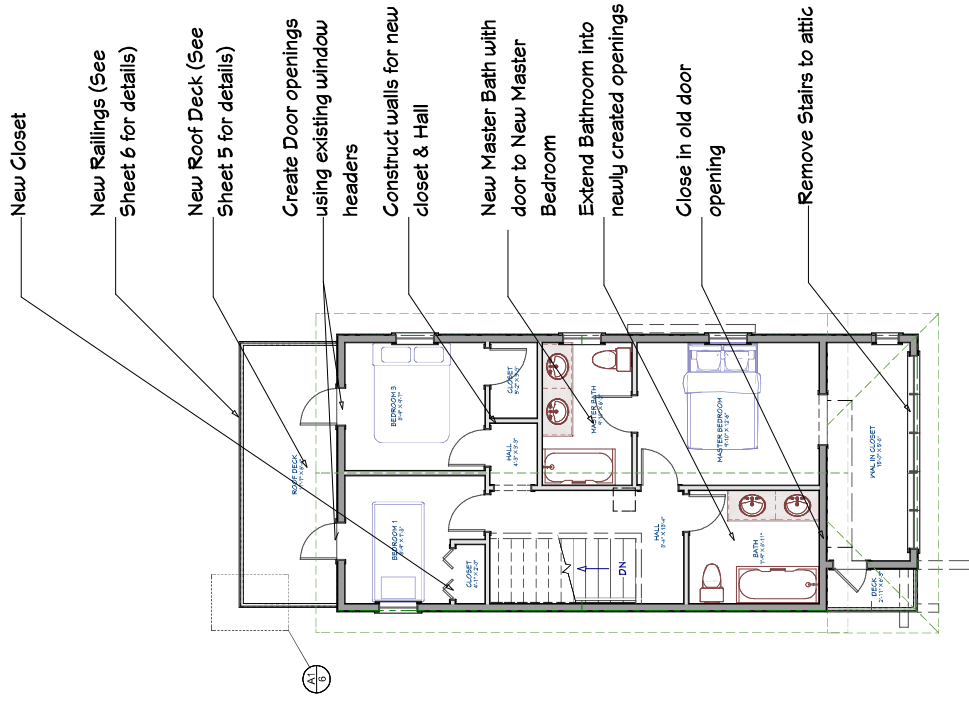 New Closet
New Raillings (See
Sheet 6 for details)
New Roof Deck (See
Sheet 5 for details)
Create Door openings
using existing window
headers
Construct walls for new
closet & Hall
New Master Bath with
door to New Master
Bedroom
Extend Bathroom into
newly created openings
Close in old door
opening
Remove Stairs to attic
ROOF DECK
BEDROOM 3
CLOSET
HALL
MASTER BATH
MASTER BEDROOM
WAL IN CLOSET
BEDROOM 1
CLOSET
DN
HALL
BATH
DECK
A1
6